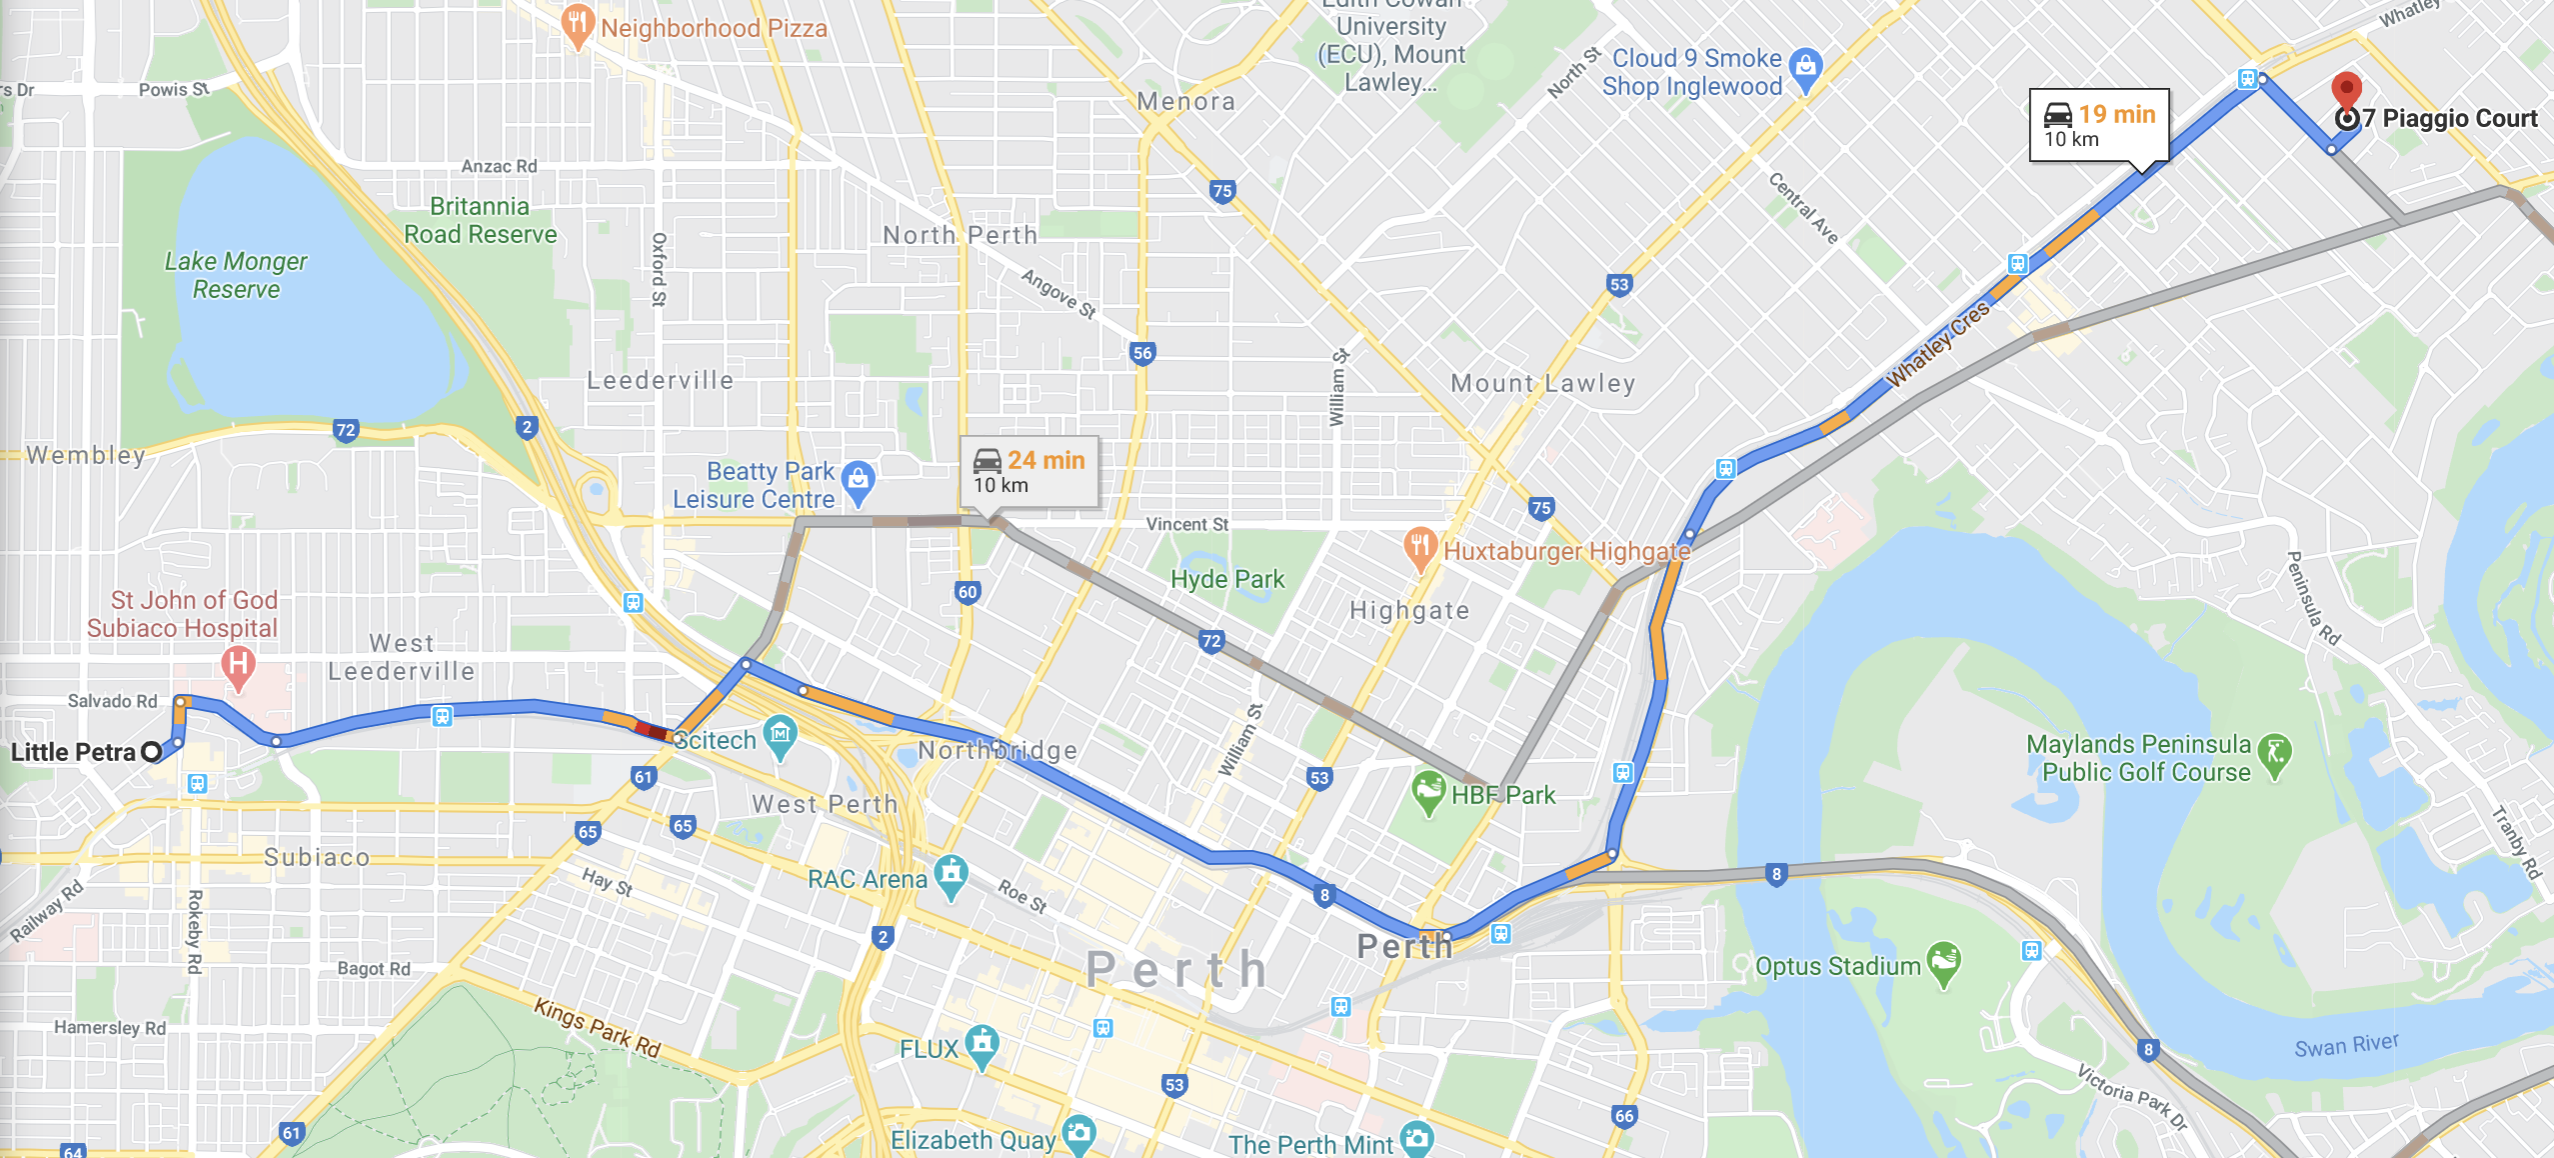 Neighborhood Pizza
Edith Cowan
University
(ECU), Mount
Lawley...
North St
Cloud 9 Smoke
Shop Inglewood
Whatley
rs Dr
Powis St
Menora
19 min
10 km
7 Piaggio Court
Anzac Rd
Britannia
Road Reserve
75
Central Ave
Lake Monger
Reserve
Oxford St
North Perth
Angove St
53
Whatley Cres
56
Leederville
William St
Mount Lawley
72
2
Wembley
24 min
10 km
Beatty Park
Leisure Centre
Vincent St
75
Huxtaburger Highgate
Hyde Park
Highgate
60
72
Peninsula Rd
St John of God
Subiaco Hospital
H
West
Leederville
Salvado Rd
Little Petra
Scitech
Northbridge
William St
53
61
West Perth
HBF Park
Maylands Peninsula
Public Golf Course
Tranby Rd
65
65
Subiaco
Hay St
RAC Arena
Roe St
8
8
Railway Rd
Rokeby Rd
2
Perth
Perth
Optus Stadium
Bagot Rd
Hamersley Rd
Kings Park Rd
FLUX
53
66
8
Swan River
Victoria Park Dr
61
64
Elizabeth Quay
The Perth Mint